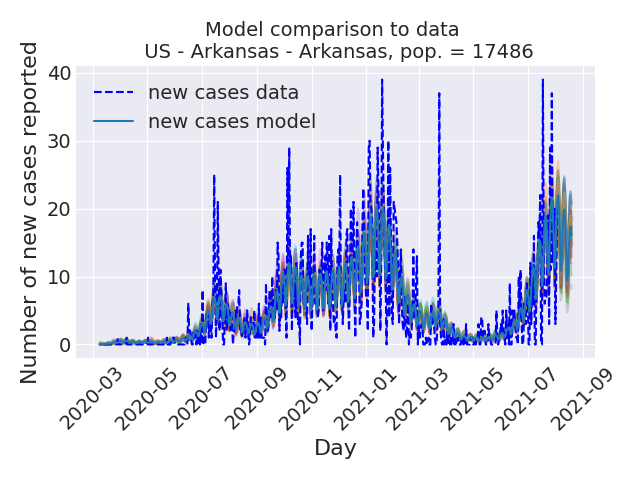 Model comparison to data
US - Arkansas - Arkansas, pop. = 17486
Number of new cases reported
40
30
20
10
0
new cases data
new cases model
2020-03
2020-05
2020-07
2020-09
2020-11
2021-01
2021-03
2021-05
2021-07
2021-09
Day